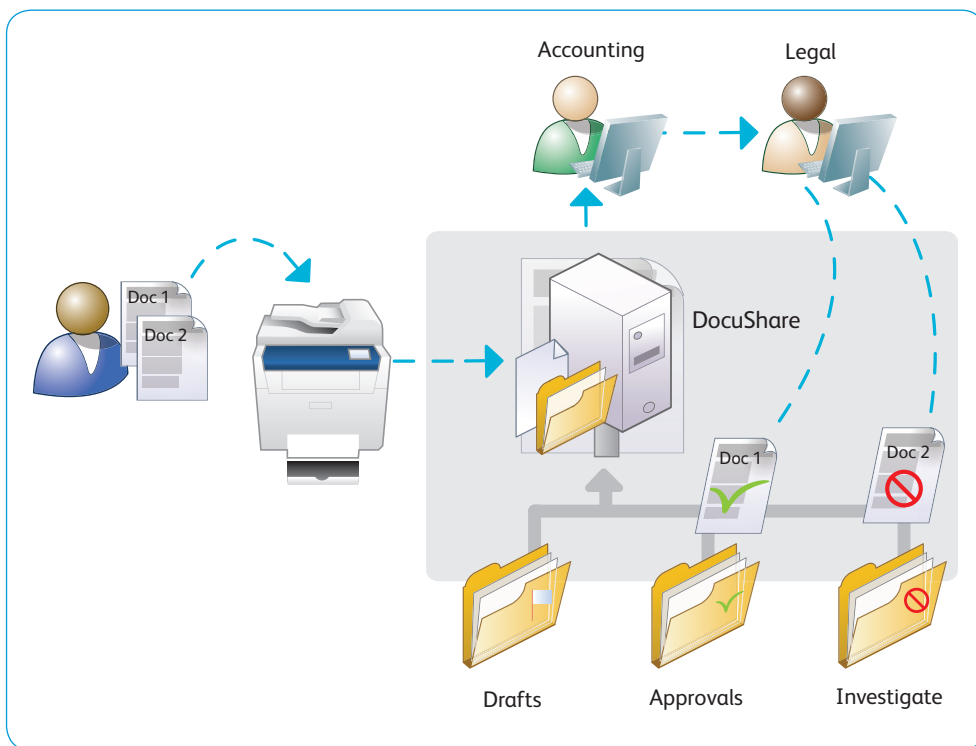 Accounting
Legal
Doc 1
Doc 2
DocuShare
Doc 1
Doc 2
Drafts
Approvals
Investigate